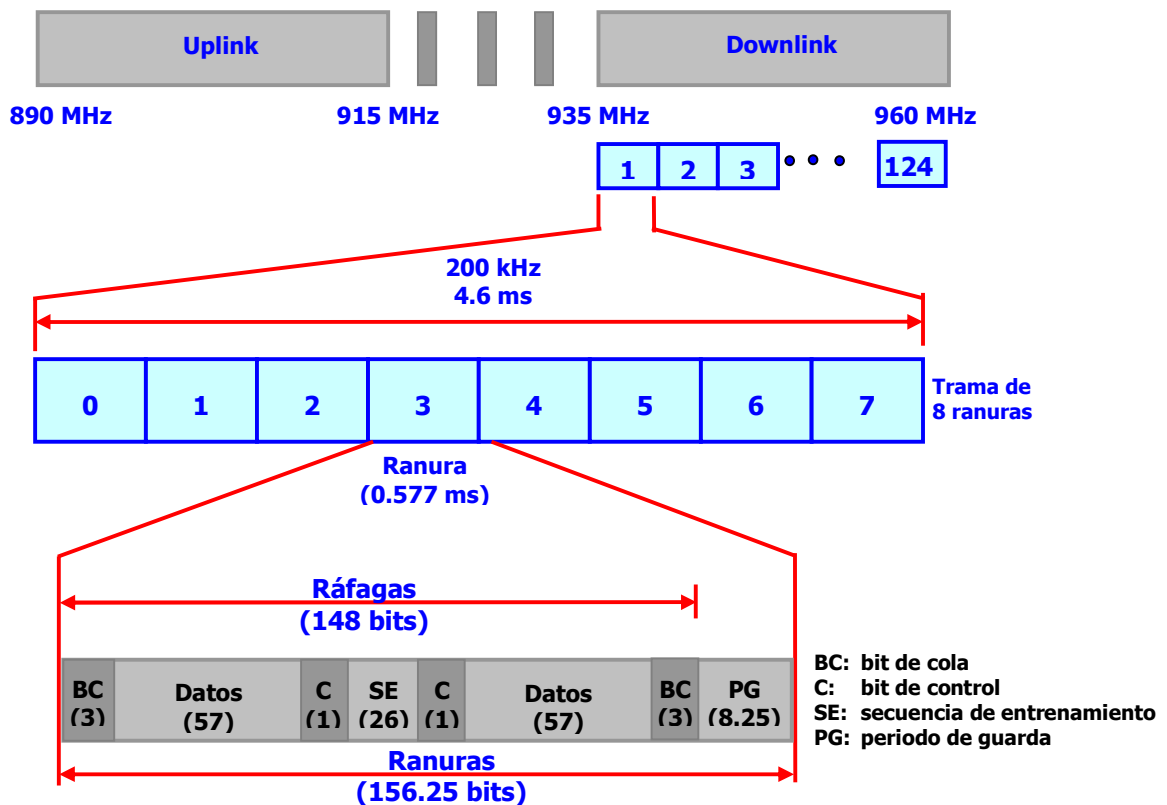 Uplink
Downlink
890 MHz
915 MHz
935 MHz
960 MHz
1
2
3
124
200 kHz
4.6 ms
0
1
2
3
4
5
6
7
Trama de
8 ranuras
Ranura
(0.577 ms)
Ráfagas
(148 bits)
BC
(3)
Datos
(57)
C
(1)
SE
(26)
C
(1)
Datos
(57)
BC
(3)
PG
(8.25)
Ranuras
(156.25 bits)
BC: bit de cola
C: bit de control
SE: secuencia de entrenamiento
PG: periodo de guarda